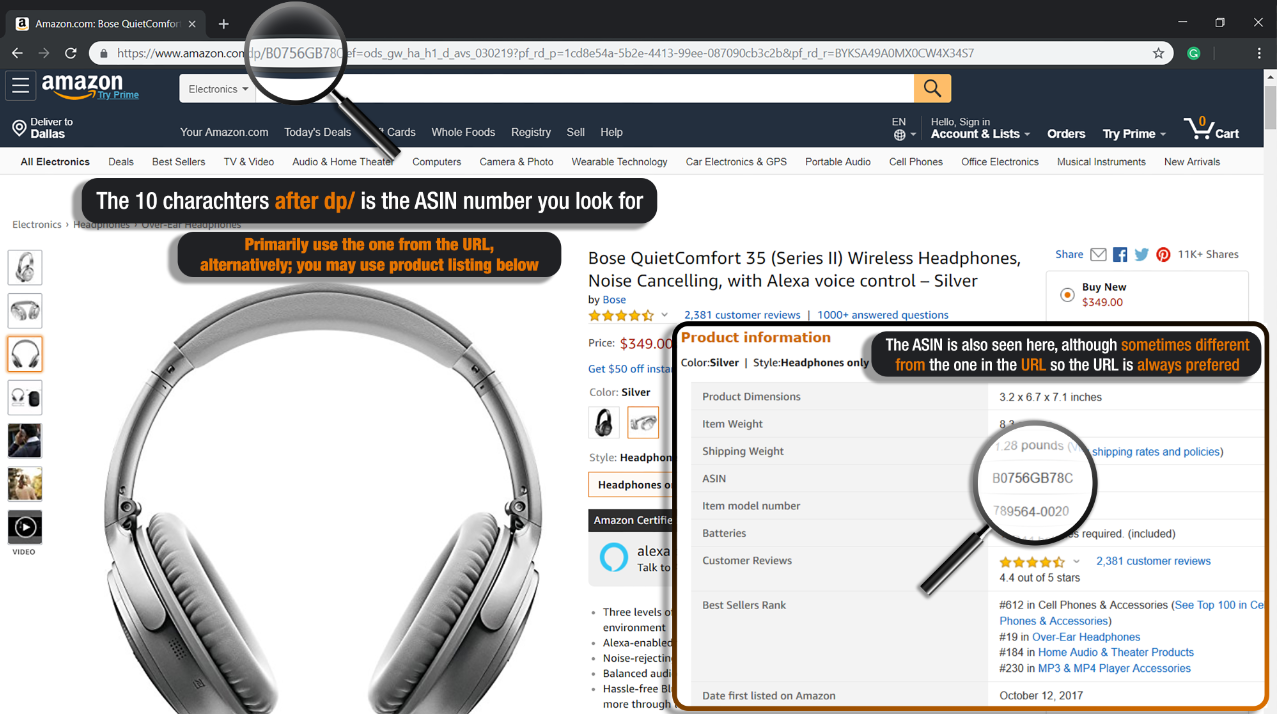 Amazon.com: Bose QuietComfor
https://www.amazon.com/dp/B0756GB78C ef=ods_gw_ha_h1_d_avs_030219?pf_rd_p=1cd8e54a-5b2e-4413-99ee-087090cb3c2b&pf_rd_r=BYKSA49A0MX0CW4X34S7
amazon
Try Prime
Electronics
Deliver to
Dallas
Your Amazon.com Today's Deals Cards Whole Foods Registry Sell Help
EN
Hello, Sign in
Account & Lists Orders Try Prime 0 Cart
All Electronics Deals Best Sellers TV & Video Audio & Home Theater Computers Camera & Photo Wearable Technology Car Electronics & GPS Portable Audio Cell Phones Office Electronics Musical Instruments New Arrivals
The 10 charachters after dp/ is the ASIN number you look for
Electronics › Headphones › Over-Ear Headphones
Primarily use the one from the URL,
alternatively; you may use product listing below
VIDEO
Bose QuietComfort 35 (Series II) Wireless Headphones,
Noise Cancelling, with Alexa voice control – Silver
by Bose
2,381 customer reviews | 1000+ answered questions
Share 11K+ Shares
Buy New
$349.00
Price: $349.00
Get $50 off insta
Color: Silver
Style: Headphon
Headphones o
Amazon Certifie
alexa
Talk to
Three levels o
environment
Alexa-enabled
Noise-rejectin
Balanced audi
Hassle-free Bl
more through
Product information
Color:Silver | Style:Headphones only
The ASIN is also seen here, although sometimes different
from the one in the URL so the URL is always prefered
Product Dimensions 3.2 x 6.7 x 7.1 inches
Item Weight 8.3
Shipping Weight 1.28 pounds (V shipping rates and policies)
ASIN B0756GB78C
Item model number 789564-0020
Batteries required. (included)
Customer Reviews 2,381 customer reviews
4.4 out of 5 stars
Best Sellers Rank #612 in Cell Phones & Accessories (See Top 100 in Ce
Phones & Accessories)
#19 in Over-Ear Headphones
#184 in Home Audio & Theater Products
#230 in MP3 & MP4 Player Accessories
Date first listed on Amazon October 12, 2017